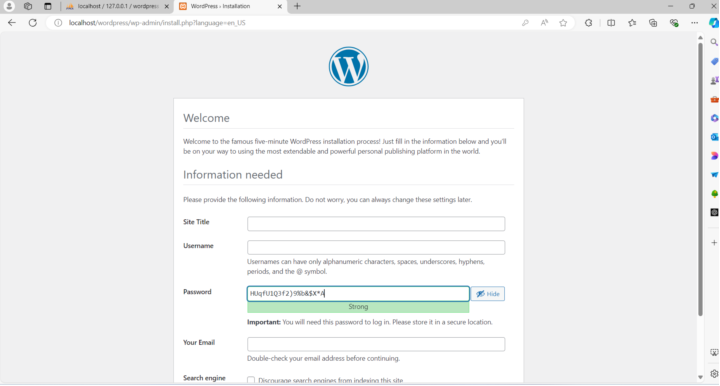 localhost / 127.0.0.1 / wordpress
WordPress › Installation
localhost/wordpress/wp-admin/install.php?language=en_US
Welcome
Welcome to the famous five-minute WordPress installation process! Just fill in the information below and you'll
be on your way to using the most extendable and powerful personal publishing platform in the world.
Information needed
Please provide the following information. Do not worry, you can always change these settings later.
Site Title
Username
Usernames can have only alphanumeric characters, spaces, underscores, hyphens,
periods, and the @ symbol.
Password
HUqfU1Q3f2}9%b&$X*A
Hide
Strong
Important: You will need this password to log in. Please store it in a secure location.
Your Email
Double-check your email address before continuing.
Search engine
Discourage search engines from indexing this site